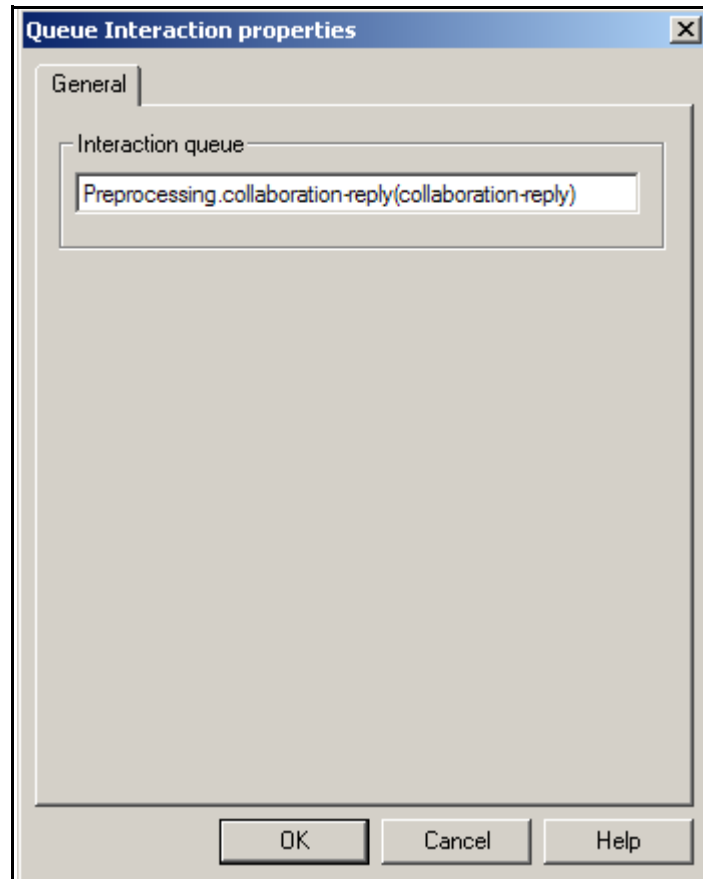 Queue Interaction properties
General
Interaction queue
Preprocessing.collaboration-reply(collaboration-reply)
OK
Cancel
Help